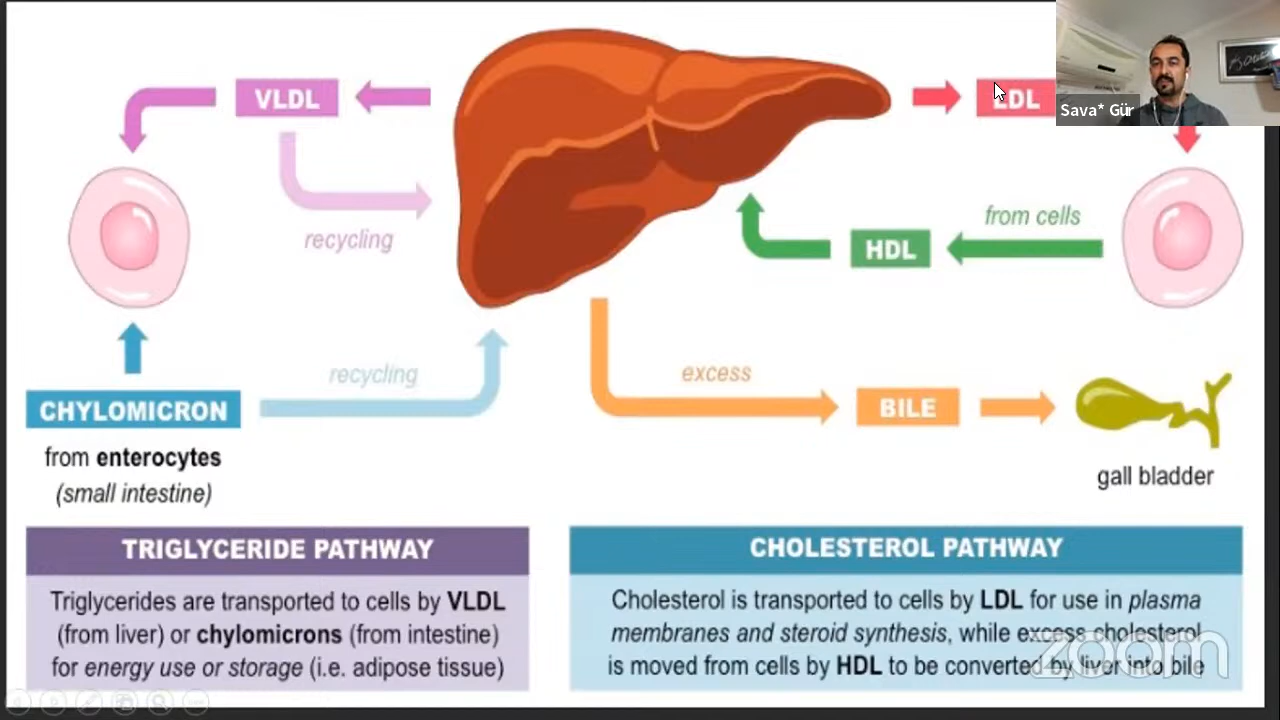 VLDL
LDL
Sava* Gür
recycling
from cells
HDL
recycling
excess
CHYLOMICRON
BILE
from enterocytes
(small intestine)
gall bladder
TRIGLYCERIDE PATHWAY
Triglycerides are transported to cells by VLDL
(from liver) or chylomicrons (from intestine)
for energy use or storage (i.e. adipose tissue)
CHOLESTEROL PATHWAY
Cholesterol is transported to cells by LDL for use in plasma
membranes and steroid synthesis, while excess cholesterol
is moved from cells by HDL to be converted by liver into bile
zoom